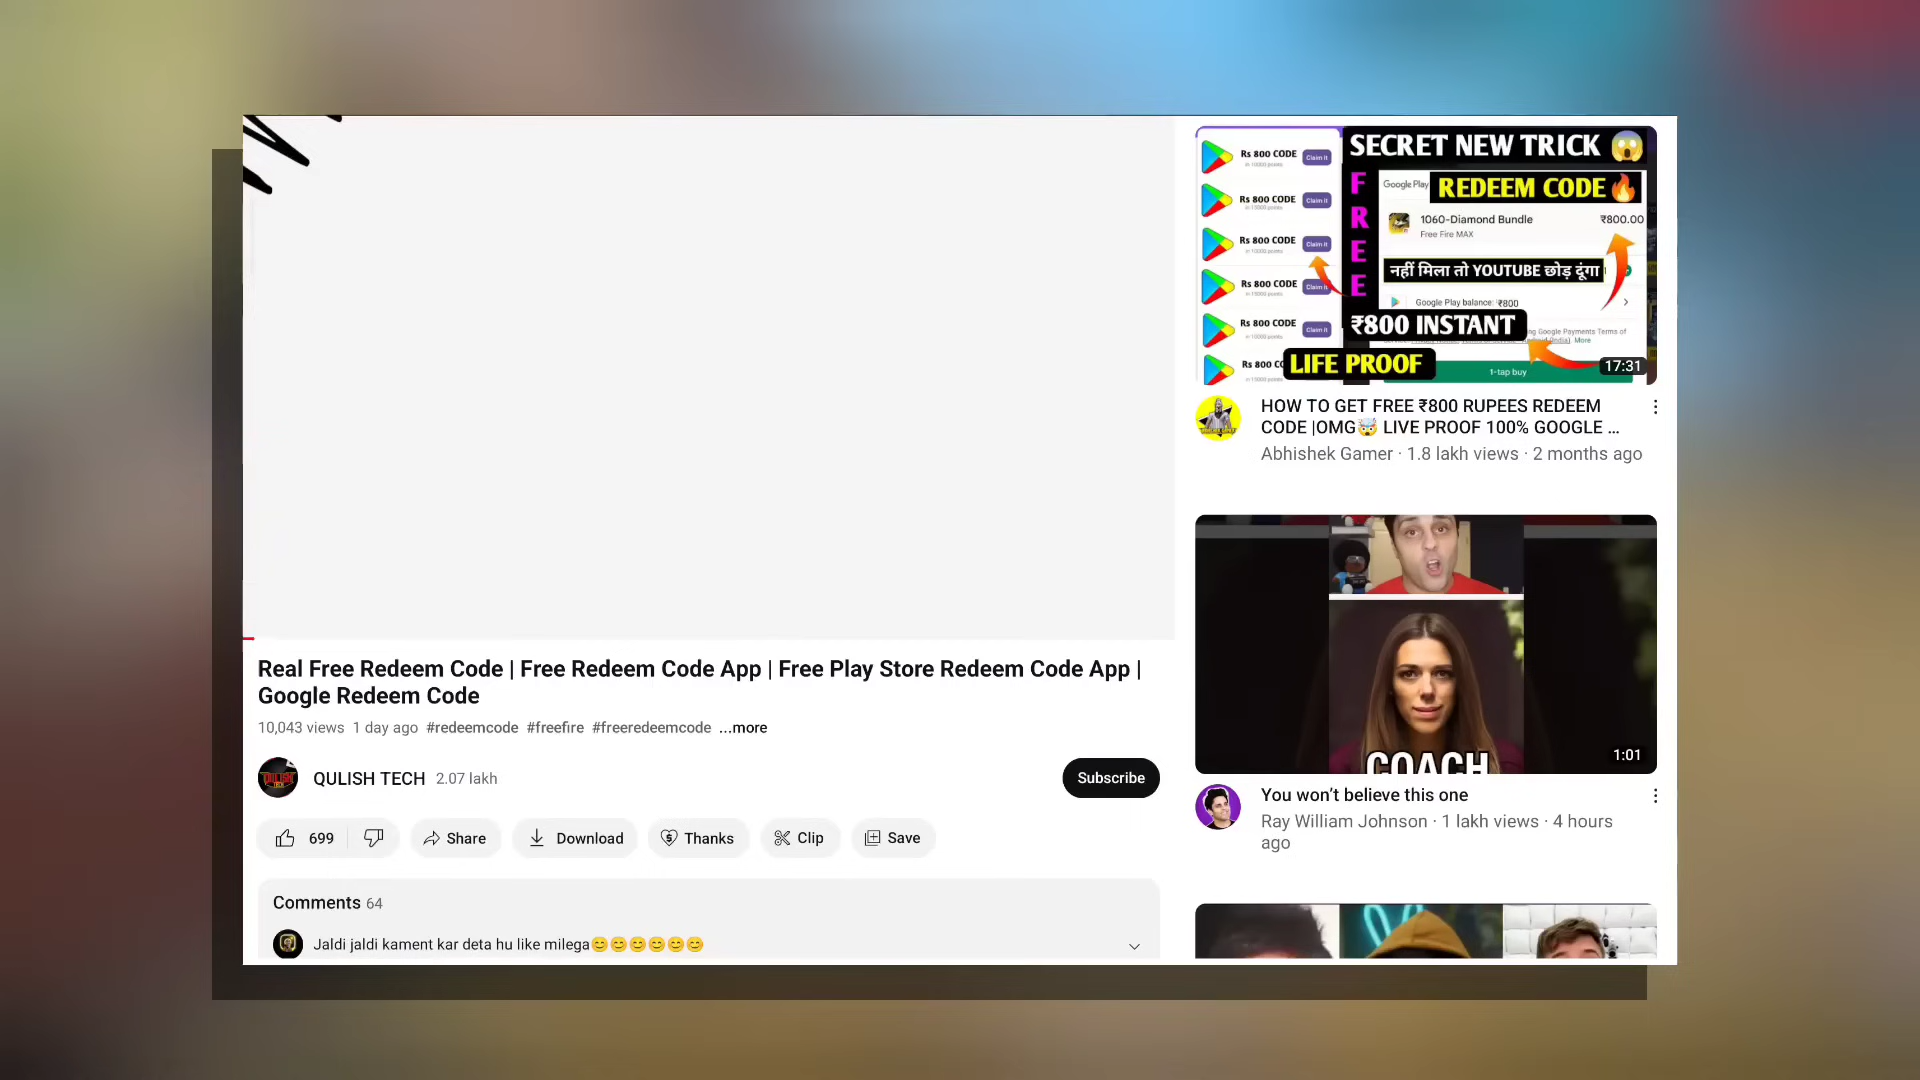 SECRET NEW TRICK
Rs 800 CODE
in 10000 points
Claim it
F
R
E
E
Google Play
REDEEM CODE
Rs 800 CODE
Claim it
1060-Diamond Bundle
₹800.00
Free Fire MAX
Rs 800 CODE
Claim it
नहीं मिला तो YOUTUBE छोड़ दूंगा
Rs 800 CODE
Claim it
Google Play balance: ₹800
Rs 800 CODE
Claim it
₹800 INSTANT
More
Rs 800
LIFE PROOF
1-tap buy
17:31
HOW TO GET FREE ₹800 RUPEES REDEEM
CODE |OMG🤯 LIVE PROOF 100% GOOGLE ...
Abhishek Gamer · 1.8 lakh views · 2 months ago
COACH
1:01
You won’t believe this one
Ray William Johnson · 1 lakh views · 4 hours
ago
Real Free Redeem Code | Free Redeem Code App | Free Play Store Redeem Code App |
Google Redeem Code
10,043 views 1 day ago #redeemcode #freefire #freeredeemcode ...more
QULISH TECH 2.07 lakh
Subscribe
699 Share Download Thanks Clip Save
Comments 64
Jaldi jaldi kament kar deta hu like milega😊😊😊😊😊😊